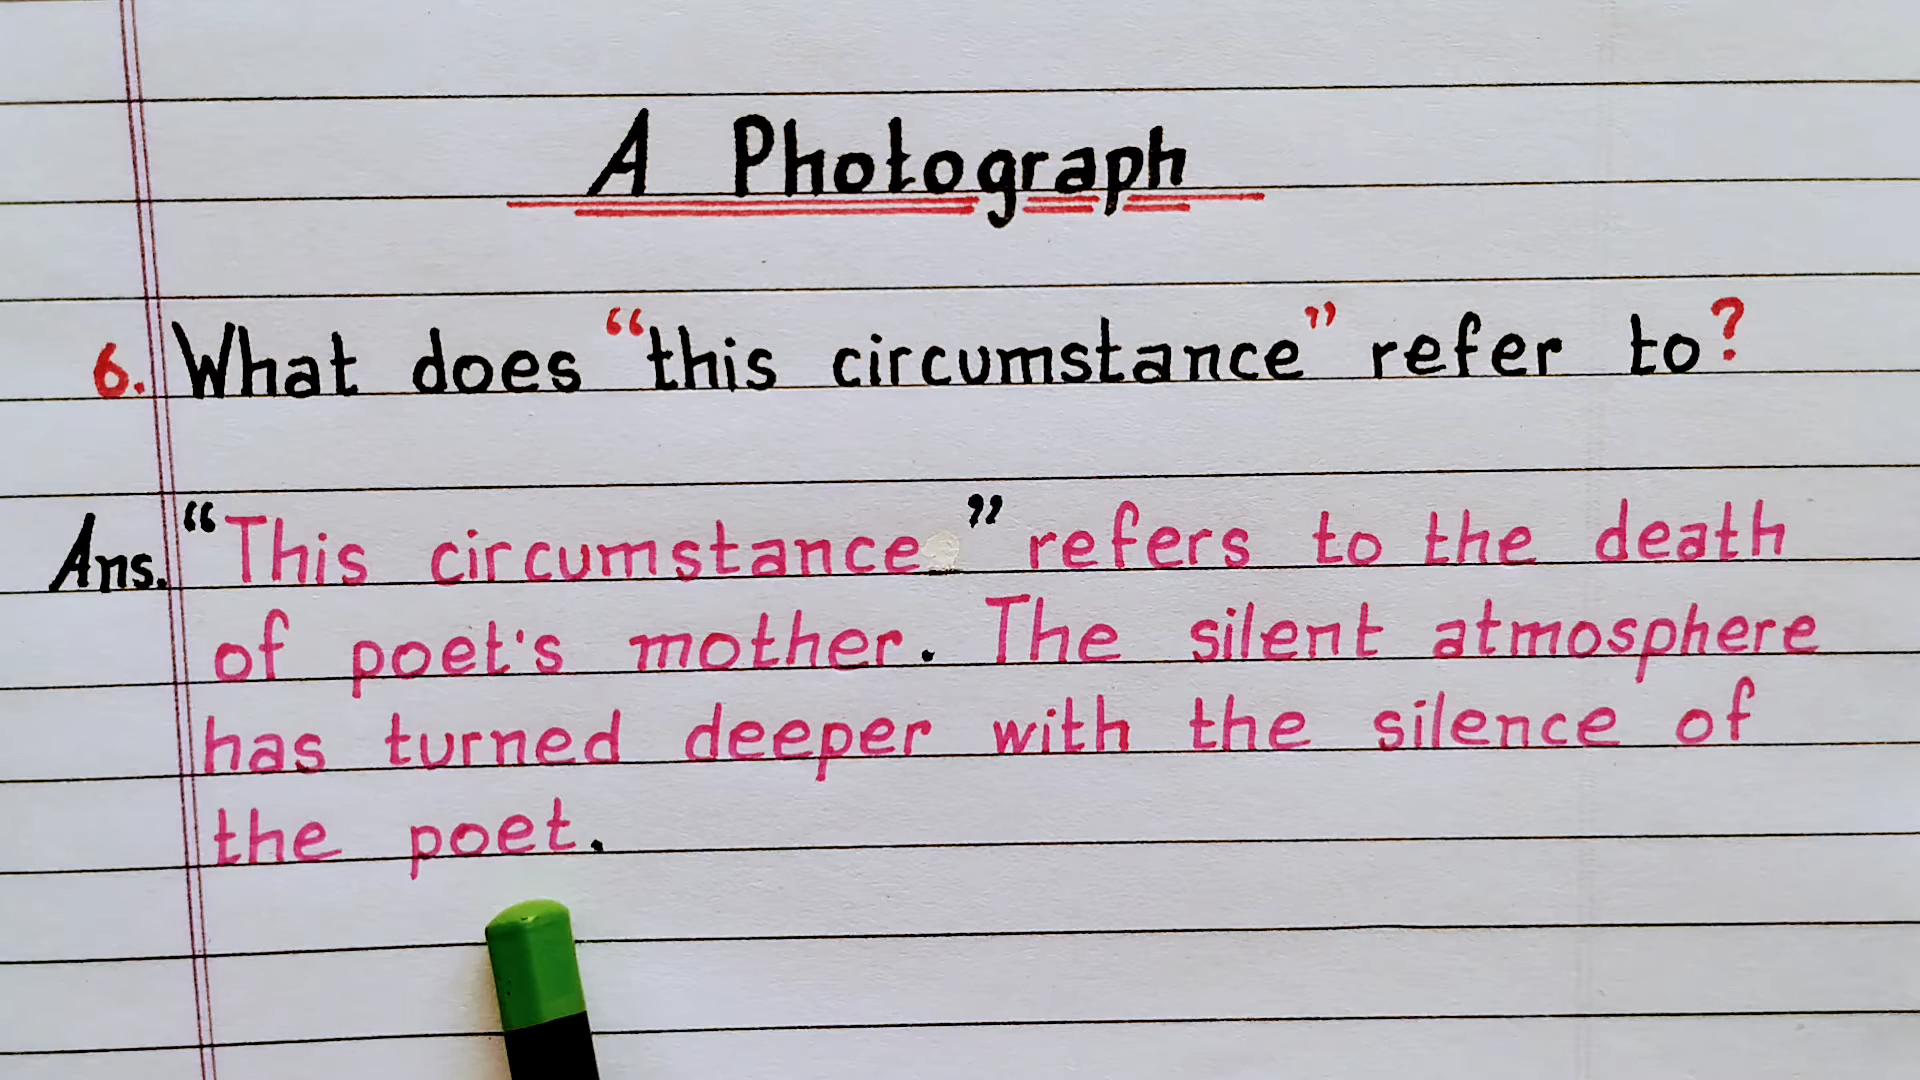 A Photograph
6. What does “this circumstance” refer to?
Ans. “This circumstance” refers to the death
of poet's mother. The silent atmosphere
has turned deeper with the silence of
the poet.